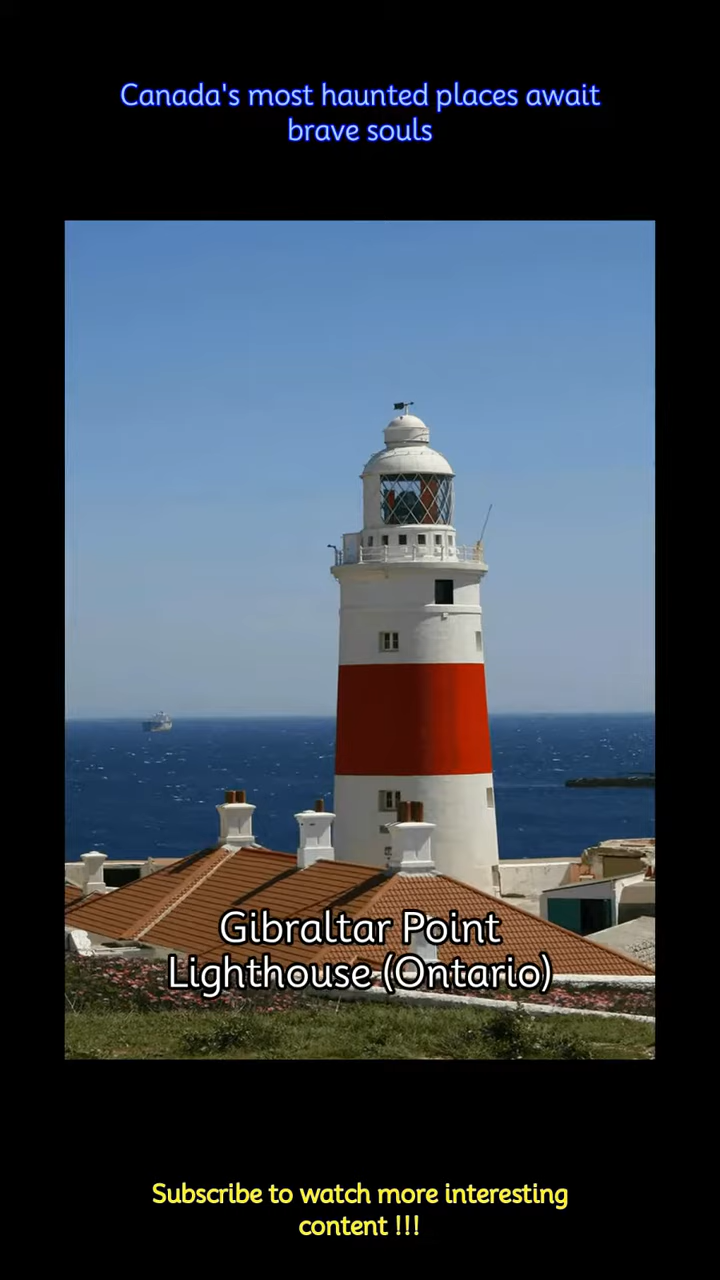 Canada's most haunted places await
brave souls
Gibraltar Point
Lighthouse (Ontario)
Subscribe to watch more interesting
content !!!